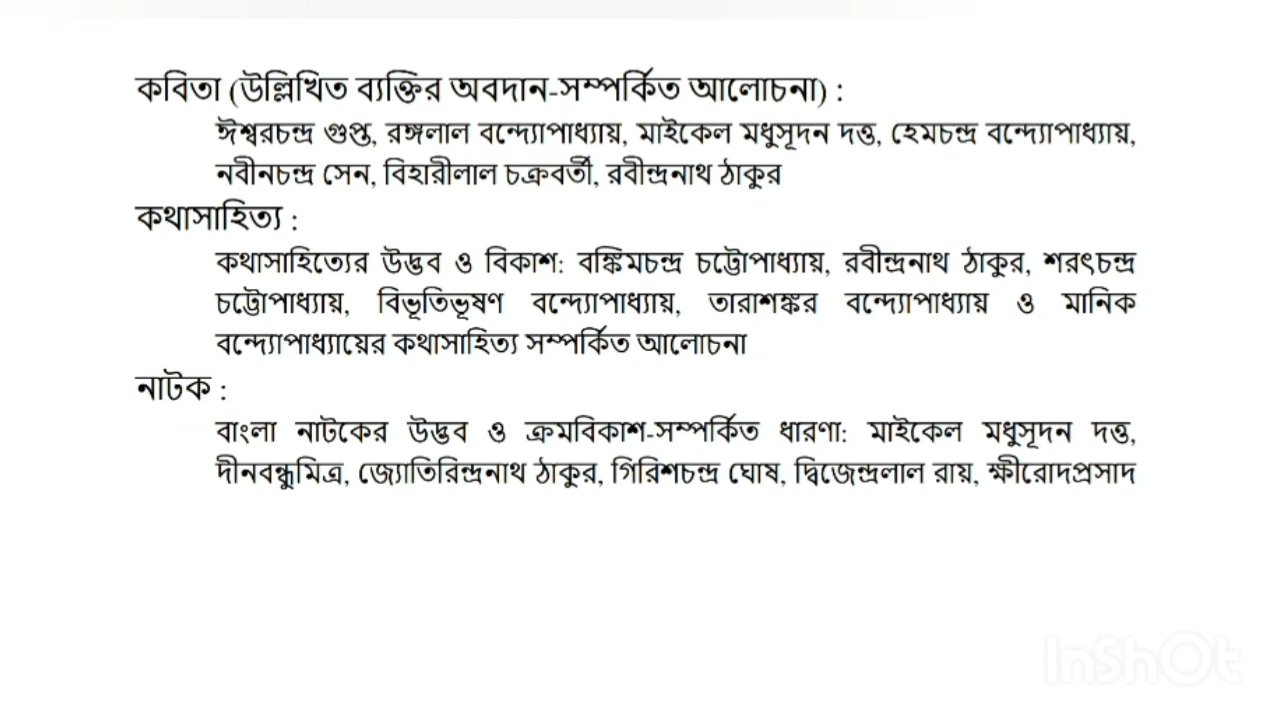 কবিতা (উল্লিখিত ব্যক্তির অবদান-সম্পর্কিত আলোচনা) :
ঈশ্বরচন্দ্র গুপ্ত, রঙ্গলাল বন্দ্যোপাধ্যায়, মাইকেল মধুসূদন দত্ত, হেমচন্দ্র বন্দ্যোপাধ্যায়,
নবীনচন্দ্র সেন, বিহারীলাল চক্রবর্তী, রবীন্দ্রনাথ ঠাকুর
কথাসাহিত্য :
কথাসাহিত্যের উদ্ভব ও বিকাশ: বঙ্কিমচন্দ্র চট্টোপাধ্যায়, রবীন্দ্রনাথ ঠাকুর, শরৎচন্দ্র
চট্টোপাধ্যায়, বিভূতিভূষণ বন্দ্যোপাধ্যায়, তারাশঙ্কর বন্দ্যোপাধ্যায় ও মানিক
বন্দ্যোপাধ্যায়ের কথাসাহিত্য সম্পর্কিত আলোচনা
নাটক :
বাংলা নাটকের উদ্ভব ও ক্রমবিকাশ-সম্পর্কিত ধারণা: মাইকেল মধুসূদন দত্ত,
দীনবন্ধুমিত্র, জ্যোতিরিন্দ্রনাথ ঠাকুর, গিরিশচন্দ্র ঘোষ, দ্বিজেন্দ্রলাল রায়, ক্ষীরোদপ্রসাদ
InShOt